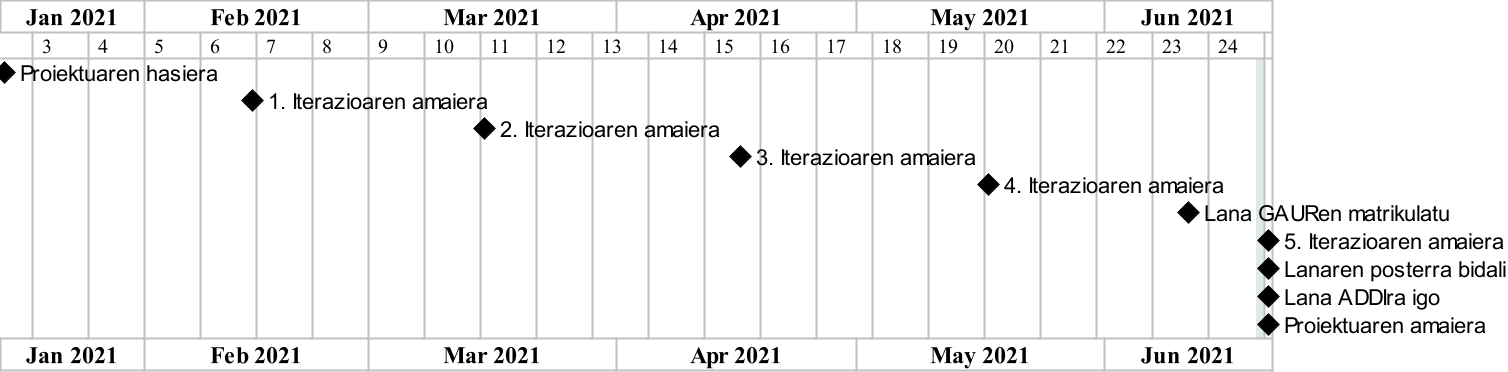 Jan 2021 Feb 2021 Mar 2021 Apr 2021 May 2021 Jun 2021
3 4 5 6 7 8 9 10 11 12 13 14 15 16 17 18 19 20 21 22 23 24
Proiektuaren hasiera
1. Iterazioaren amaiera
2. Iterazioaren amaiera
3. Iterazioaren amaiera
4. Iterazioaren amaiera
Lana GAURen matrikulatu
5. Iterazioaren amaiera
Lanaren posterra bidali
Lana ADDIra igo
Proiektuaren amaiera
Jan 2021 Feb 2021 Mar 2021 Apr 2021 May 2021 Jun 2021